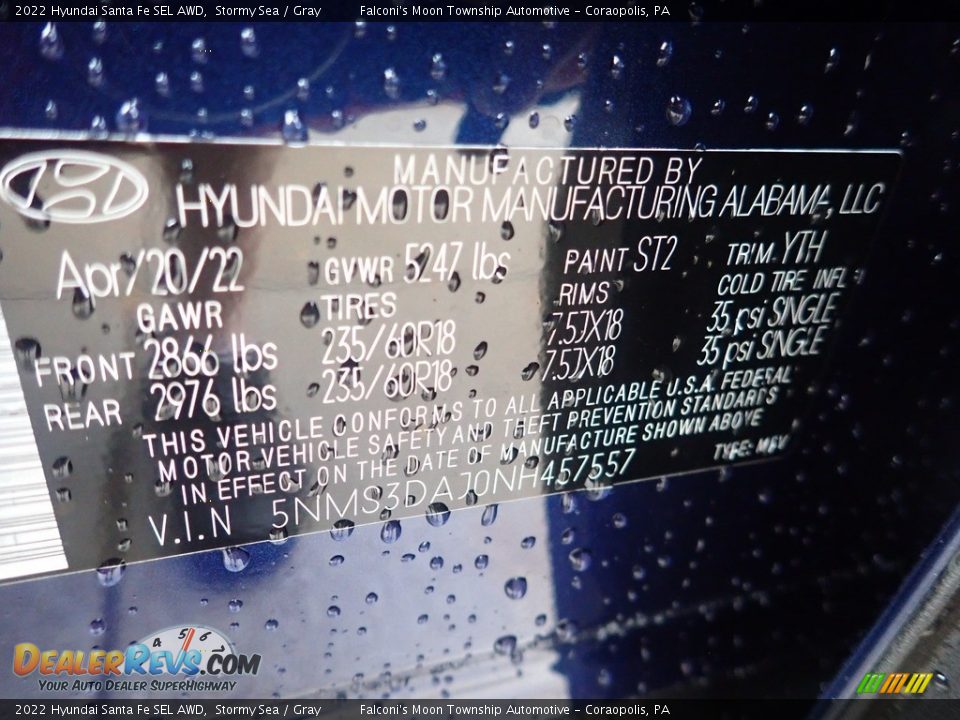 2022 Hyundai Santa Fe SEL AWD, Stormy Sea / Gray Falconi's Moon Township Automotive - Coraopolis, PA
MANUFACTURED BY
HYUNDAI MOTOR MANUFACTURING ALABAMA, LLC
Apr/20/22 GVWR 5247 lbs PAINT ST2 TRIM YTH
GAWR TIRES RIMS COLD TIRE INFL
FRONT 2866 lbs 235/60R18 7.5JX18 35 psi SINGLE
REAR 2976 lbs 235/60R18 7.5JX18 35 psi SINGLE
THIS VEHICLE CONFORMS TO ALL APPLICABLE U.S.A. FEDERAL
MOTOR VEHICLE SAFETY AND THEFT PREVENTION STANDARDS
IN EFFECT ON THE DATE OF MANUFACTURE SHOWN ABOVE
V.I.N 5NMS3DAJ0NH457557 TYPE: MPV
4 5 6
DEALERREVS.COM
YOUR AUTO DEALER SUPERHIGHWAY
2022 Hyundai Santa Fe SEL AWD, Stormy Sea / Gray Falconi's Moon Township Automotive - Coraopolis, PA